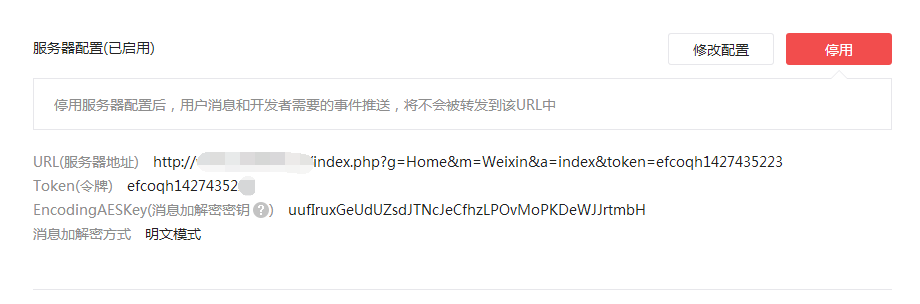 服务器配置(已启用)
修改配置
停用
停用服务器配置后，用户消息和开发者需要的事件推送，将不会被转发到该URL中
URL(服务器地址) http:// /index.php?g=Home&m=Weixin&a=index&token=efcoqh1427435223
Token(令牌) efcoqh14274352
EncodingAESKey(消息加解密密钥 ?) uufIruxGeUdUZsdJTNcJeCfhzLPOvMoPKDeWJJrtmbH
消息加解密方式 明文模式